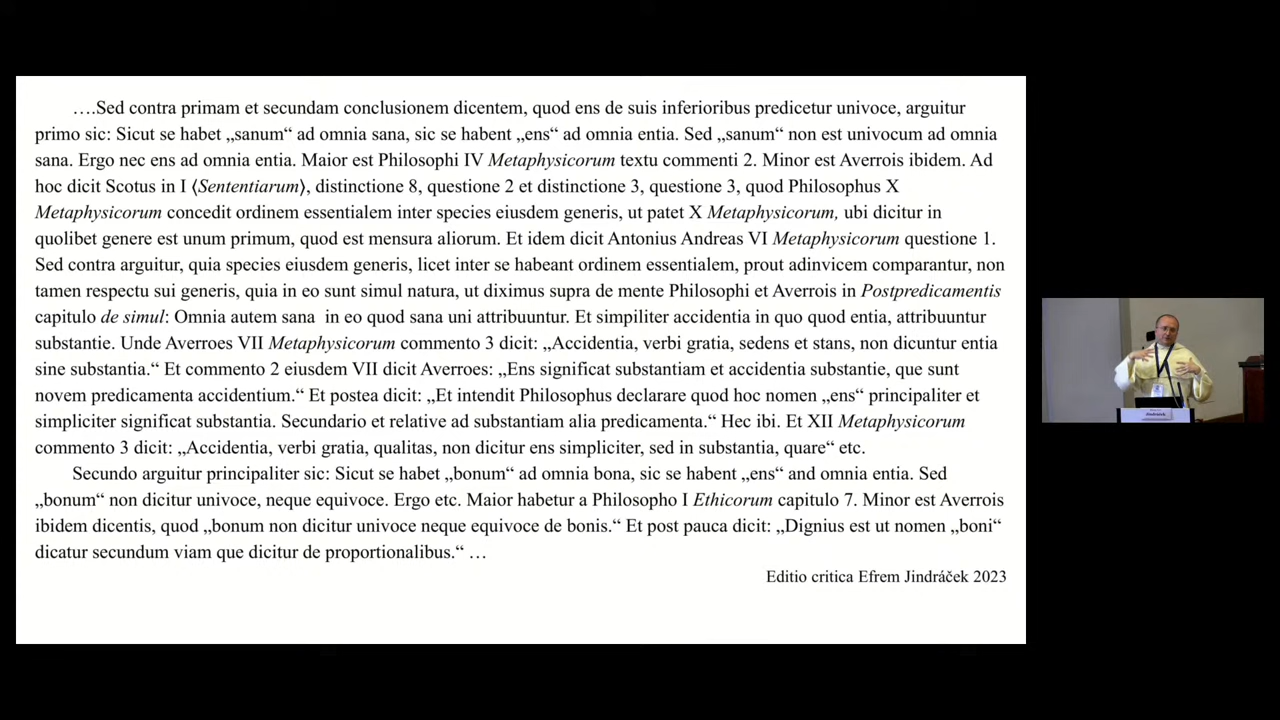 ….Sed contra primam et secundam conclusionem dicentem, quod ens de suis inferioribus predicetur univoce, arguitur
primo sic: Sicut se habet „sanum“ ad omnia sana, sic se habent „ens“ ad omnia entia. Sed „sanum“ non est univocum ad omnia
sana. Ergo nec ens ad omnia entia. Maior est Philosophi IV Metaphysicorum textu commenti 2. Minor est Averrois ibidem. Ad
hoc dicit Scotus in I ⟨Sententiarum⟩, distinctione 8, questione 2 et distinctione 3, questione 3, quod Philosophus X
Metaphysicorum concedit ordinem essentialem inter species eiusdem generis, ut patet X Metaphysicorum, ubi dicitur in
quolibet genere est unum primum, quod est mensura aliorum. Et idem dicit Antonius Andreas VI Metaphysicorum questione 1.
Sed contra arguitur, quia species eiusdem generis, licet inter se habeant ordinem essentialem, prout adinvicem comparantur, non
tamen respectu sui generis, quia in eo sunt simul natura, ut diximus supra de mente Philosophi et Averrois in Postpredicamentis
capitulo de simul: Omnia autem sana in eo quod sana uni attribuuntur. Et simpiliter accidentia in quo quod entia, attribuuntur
substantie. Unde Averroes VII Metaphysicorum commento 3 dicit: „Accidentia, verbi gratia, sedens et stans, non dicuntur entia
sine substantia.“ Et commento 2 eiusdem VII dicit Averroes: „Ens significat substantiam et accidentia substantie, que sunt
novem predicamenta accidentium.“ Et postea dicit: „Et intendit Philosophus declarare quod hoc nomen „ens“ principaliter et
simpliciter significat substantia. Secundario et relative ad substantiam alia predicamenta.“ Hec ibi. Et XII Metaphysicorum
commento 3 dicit: „Accidentia, verbi gratia, qualitas, non dicitur ens simpliciter, sed in substantia, quare“ etc.
Secundo arguitur principaliter sic: Sicut se habet „bonum“ ad omnia bona, sic se habent „ens“ and omnia entia. Sed
„bonum“ non dicitur univoce, neque equivoce. Ergo etc. Maior habetur a Philosopho I Ethicorum capitulo 7. Minor est Averrois
ibidem dicentis, quod „bonum non dicitur univoce neque equivoce de bonis.“ Et post pauca dicit: „Dignius est ut nomen „boni“
dicatur secundum viam que dicitur de proportionalibus.“ …
Editio critica Efrem Jindráček 2023
Jindráček